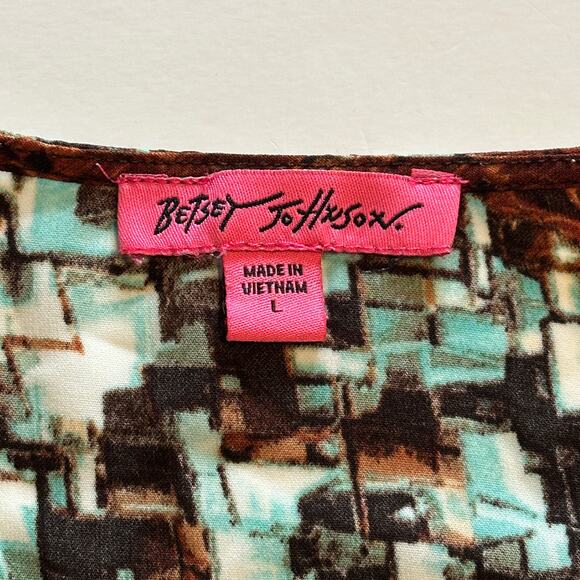 BETSEY JOHNSON.
MADE IN
VIETNAM
L